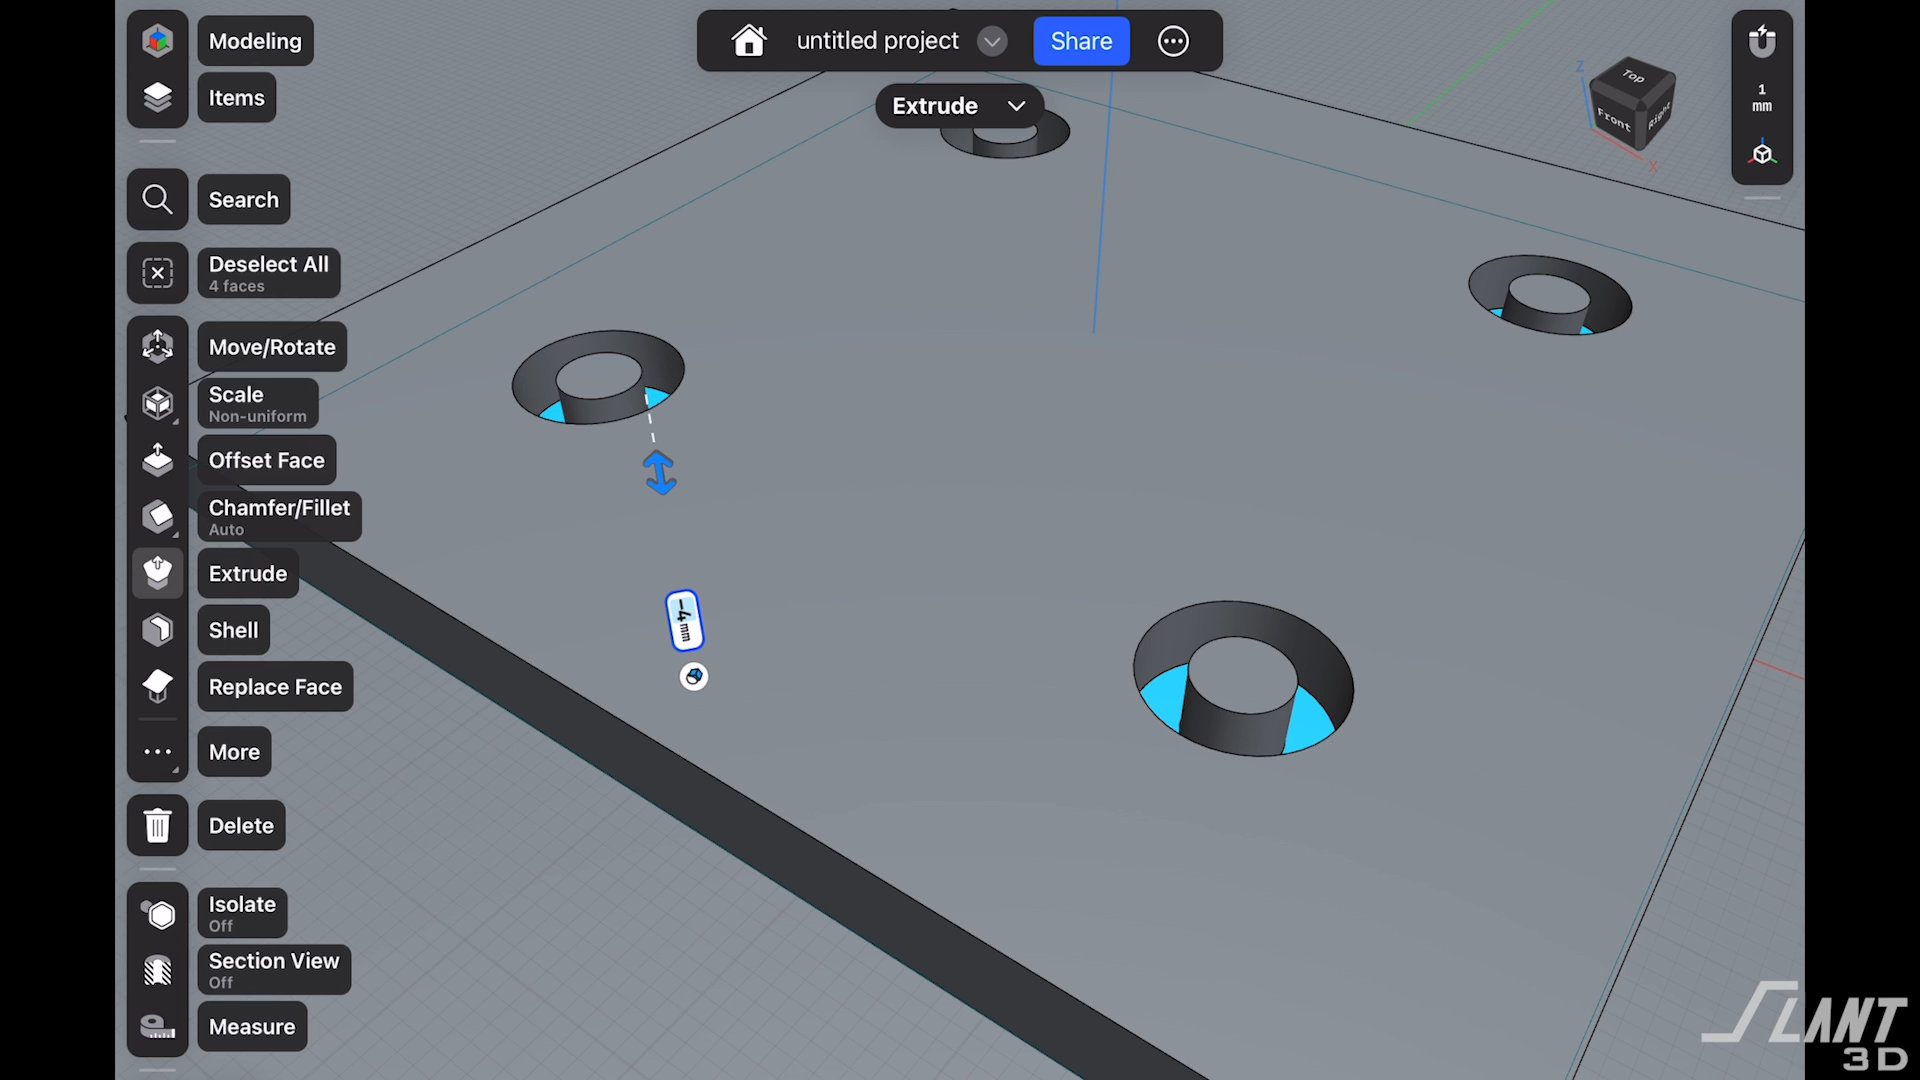 Modeling
Items
untitled project
Share
Extrude
Z
Top
Front
Right
X
1
mm
Search
Deselect All
4 faces
Move/Rotate
Scale
Non-uniform
Offset Face
Chamfer/Fillet
Auto
Extrude
Shell
Replace Face
More
Delete
Isolate
Off
Section View
Off
Measure
-4 mm
SLANT
3D